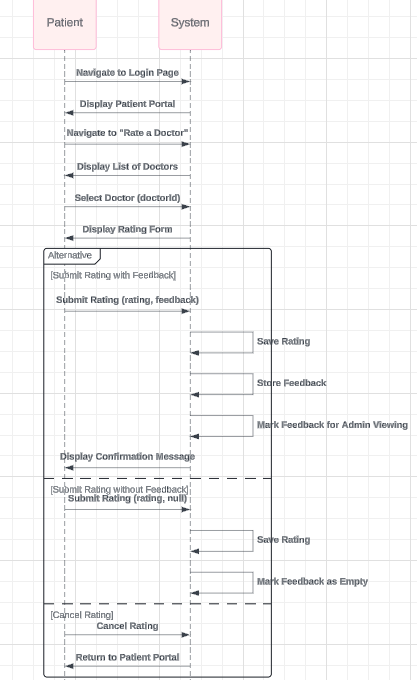 Patient
System
Navigate to Login Page
Display Patient Portal
Navigate to "Rate a Doctor"
Display List of Doctors
Select Doctor (doctorId)
Display Rating Form
Alternative
[Submit Rating with Feedback]
Submit Rating (rating, feedback)
Save Rating
Store Feedback
Mark Feedback for Admin Viewing
Display Confirmation Message
[Submit Rating without Feedback]
Submit Rating (rating, null)
Save Rating
Mark Feedback as Empty
[Cancel Rating]
Cancel Rating
Return to Patient Portal